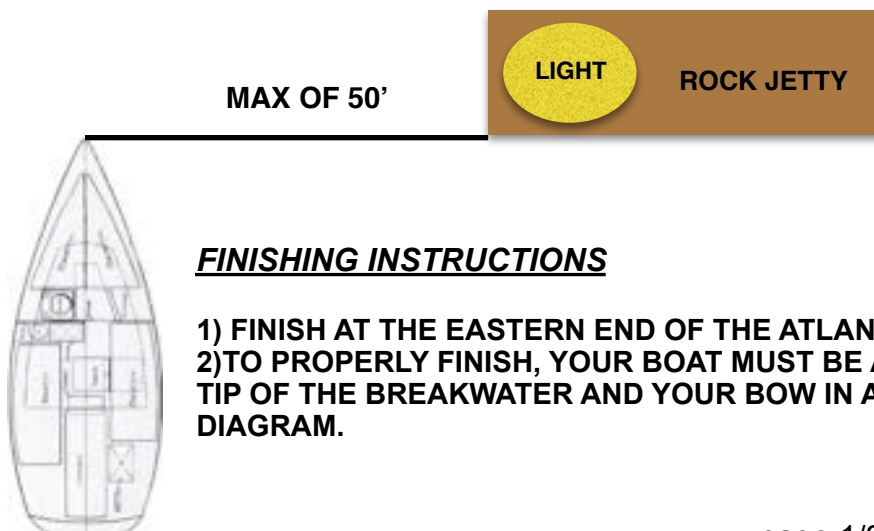 LIGHT
ROCK JETTY
MAX OF 50’
FINISHING INSTRUCTIONS
1) FINISH AT THE EASTERN END OF THE
2)TO PROPERLY FINISH, YOUR BOAT MUST BE
TIP OF THE BREAKWATER AND YOUR BOW IN
DIAGRAM.